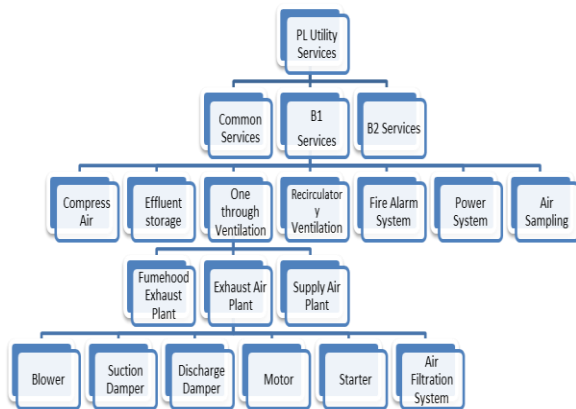 PL Utility
Services
Common
Services
B1
Services
B2 Services
Compress
Air
Effluent
storage
One
through
Ventilation
Recirculator
y
Ventilation
Fire Alarm
System
Power
System
Air
Sampling
Fumehood
Exhaust
Plant
Exhaust Air
Plant
Supply Air
Plant
Blower
Suction
Damper
Discharge
Damper
Motor
Starter
Air
Filtration
System